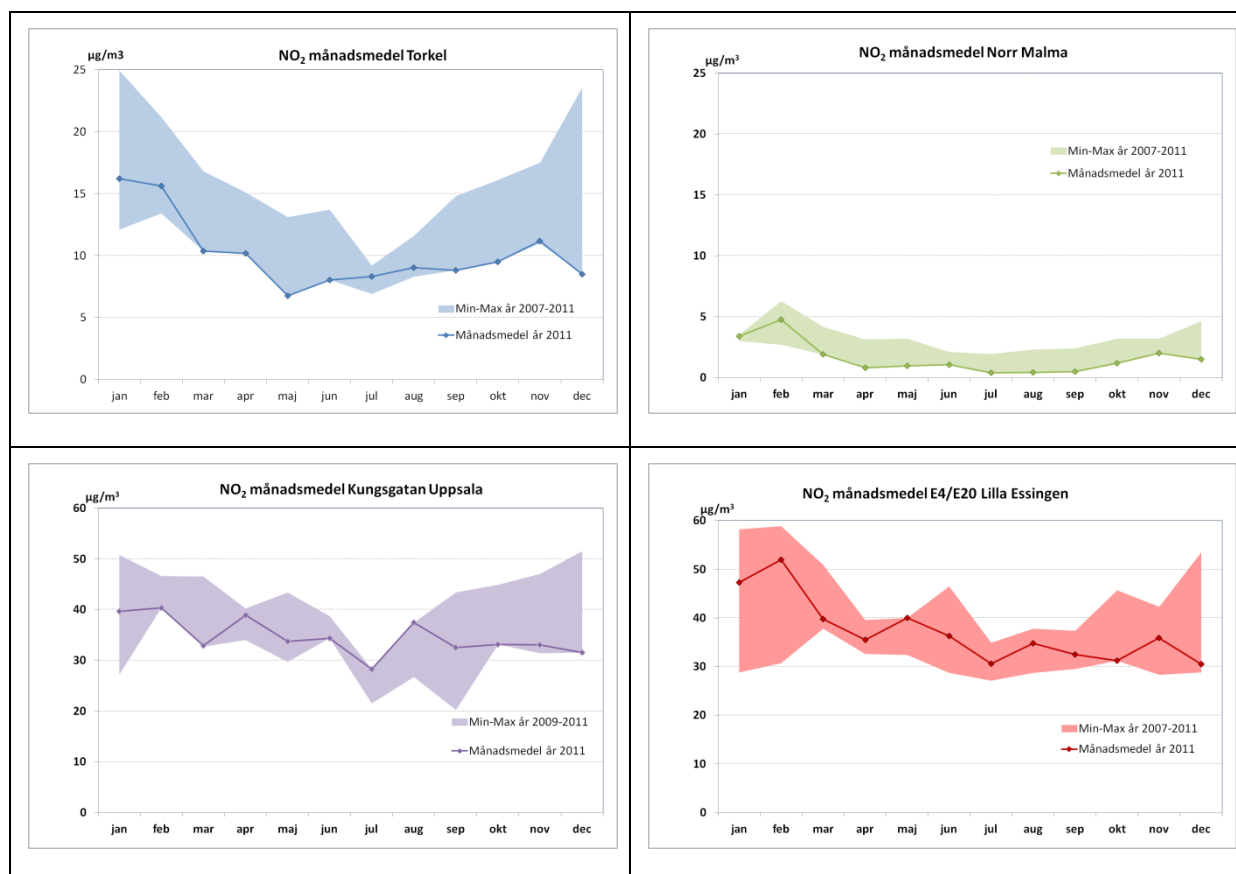 NO₂ månadsmedel Torkel
µg/m3
25
20
15
10
5
0
jan feb mar apr maj jun jul aug sep okt nov dec
Min-Max år 2007-2011
Månadsmedel år 2011
NO₂ månadsmedel Norr Malma
µg/m³
25
20
15
10
5
0
jan feb mar apr maj jun jul aug sep okt nov dec
Min-Max år 2007-2011
Månadsmedel år 2011
NO₂ månadsmedel Kungsgatan Uppsala
µg/m³
60
50
40
30
20
10
0
jan feb mar apr maj jun jul aug sep okt nov dec
Min-Max år 2009-2011
Månadsmedel år 2011
NO₂ månadsmedel E4/E20 Lilla Essingen
µg/m³
60
50
40
30
20
10
0
jan feb mar apr maj jun jul aug sep okt nov dec
Min-Max år 2007-2011
Månadsmedel år 2011